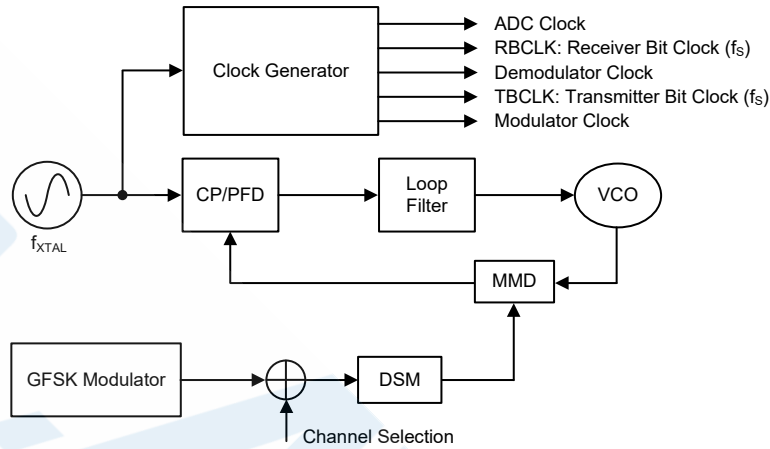 ADC Clock
RBCLK: Receiver Bit Clock (fS)
Clock Generator
Demodulator Clock
TBCLK: Transmitter Bit Clock (fS)
Modulator Clock
CP/PFD
Loop
Filter
VCO
fXTAL
MMD
GFSK Modulator
DSM
Channel Selection